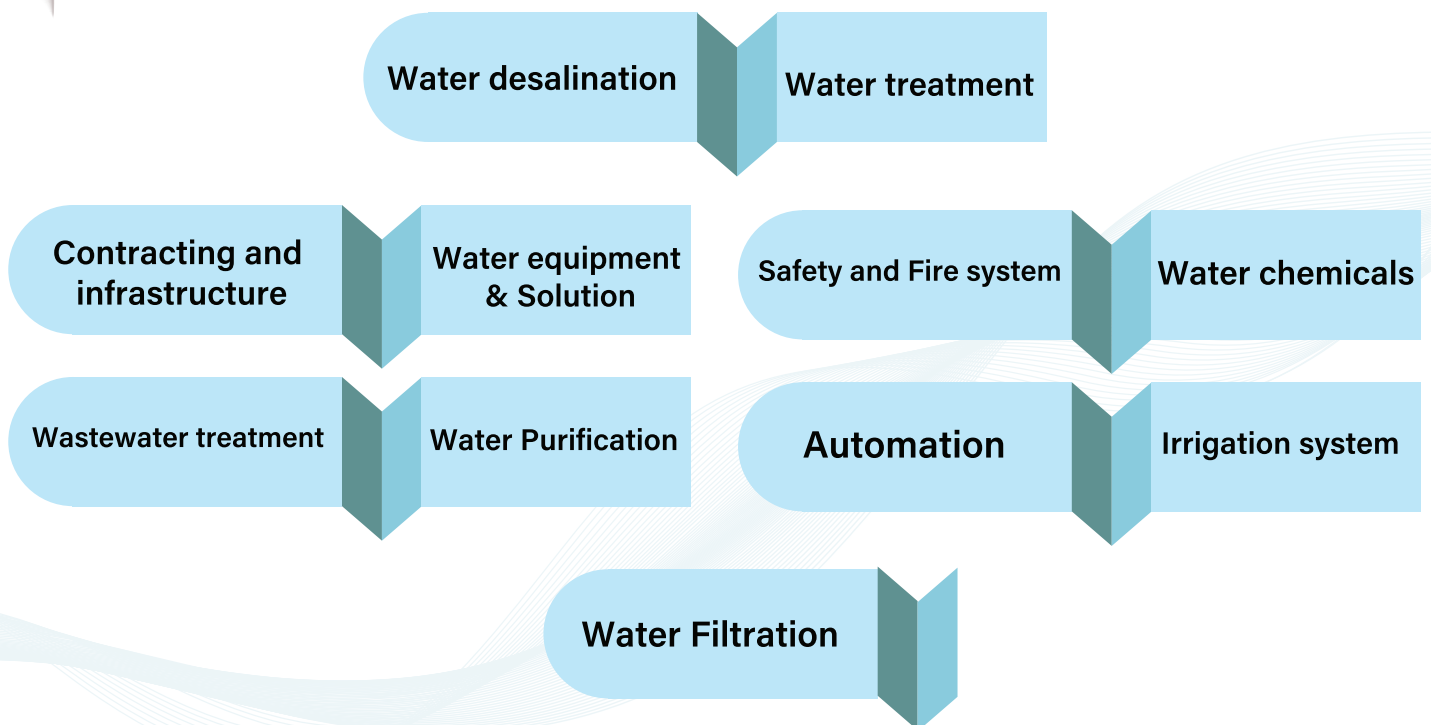 Water desalination
Water treatment
Contracting and
infrastructure
Water equipment
& Solution
Safety and Fire system
Water chemicals
Wastewater treatment
Water Purification
Automation
Irrigation system
Water Filtration